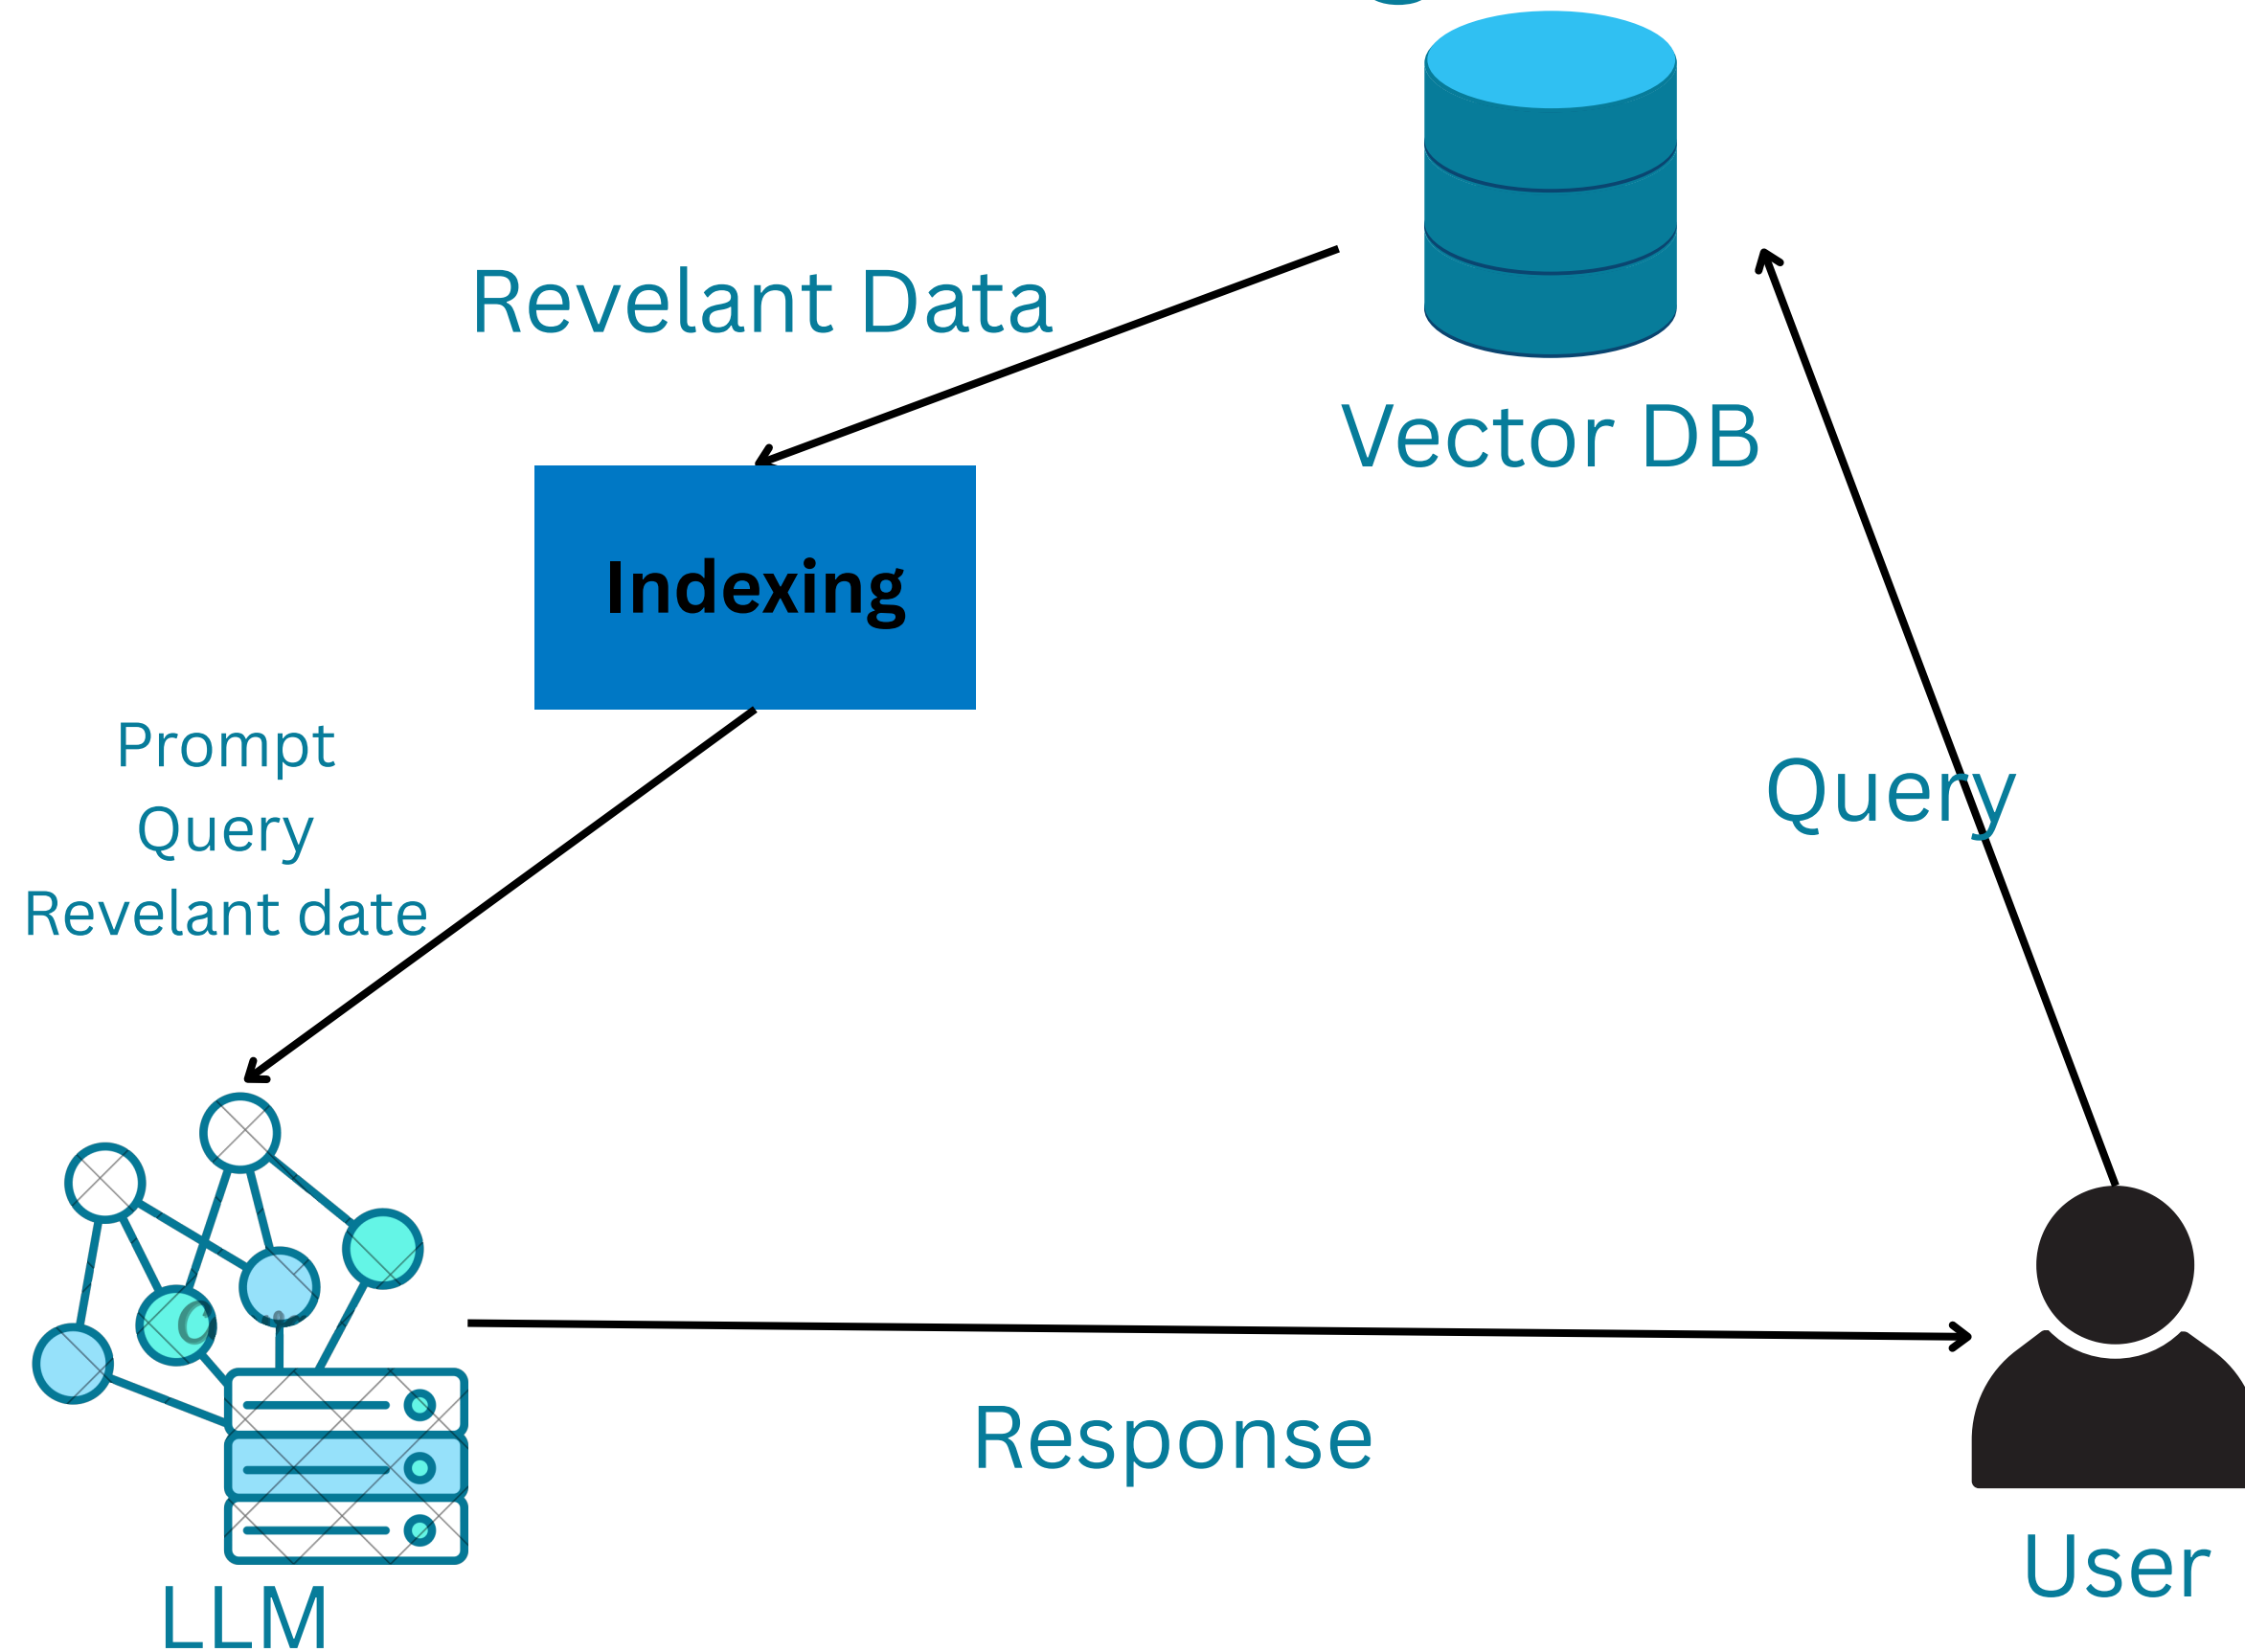 Revelant Data
Vector DB
Indexing
Prompt
Query
Revelant date
Query
Response
User
LLM